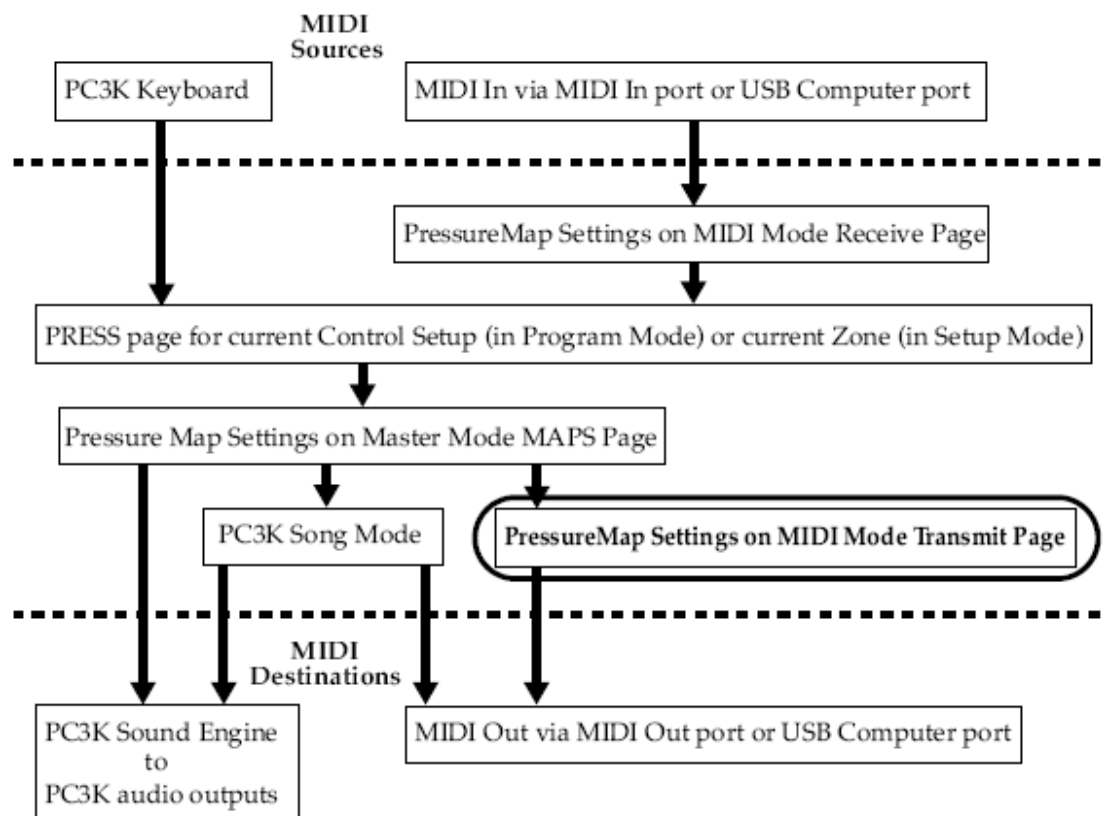 MIDI
Sources
PC3K Keyboard
MIDI In via MIDI In port or USB Computer port
PressureMap Settings on MIDI Mode Receive Page
PRESS page for current Control Setup (in Program Mode) or current Zone (in Setup Mode)
Pressure Map Settings on Master Mode MAPS Page
PC3K Song Mode
PressureMap Settings on MIDI Mode Transmit Page
MIDI
Destinations
PC3K Sound Engine
to
PC3K audio outputs
MIDI Out via MIDI Out port or USB Computer port